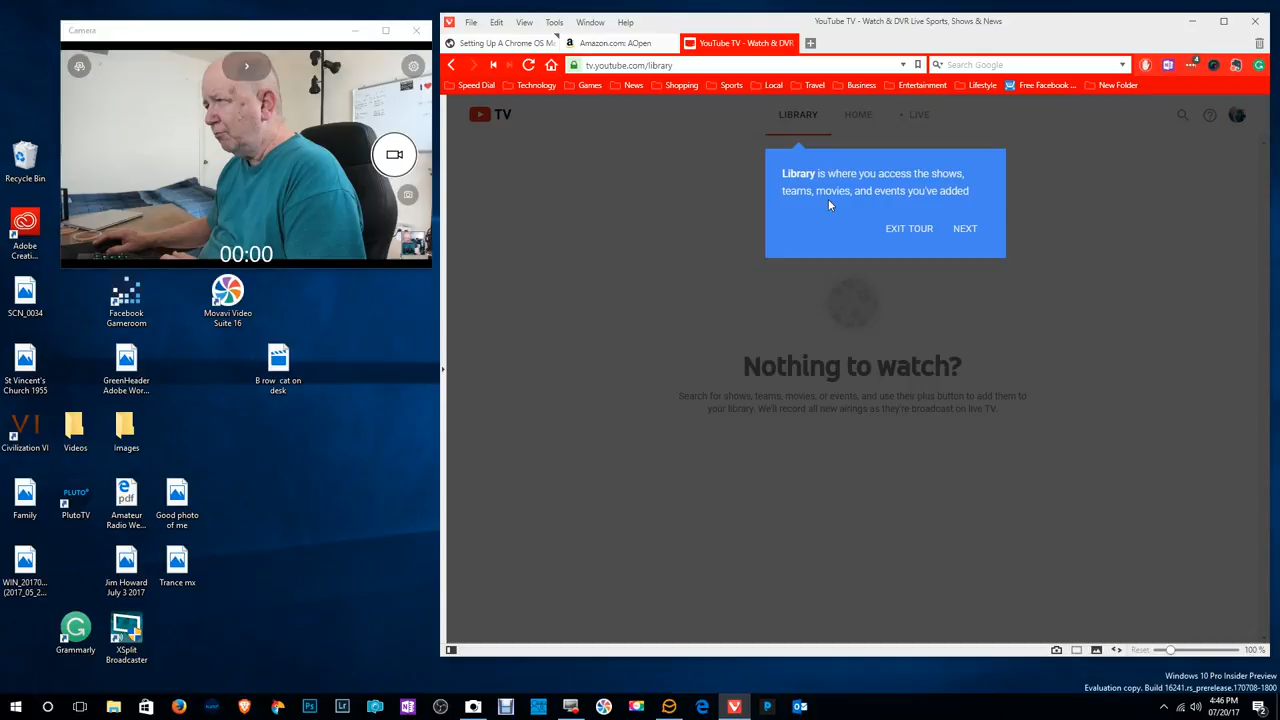 Camera
00:00
Recycle Bin
Adobe
Creati...
SCN_0034
Facebook
Gameroom
Movavi Video
Suite 16
St Vincent's
Church 1955
GreenHeader
Adobe Wor...
B row cat on
desk
VI
Civilization VI
Videos
Images
PLUTO
Family
PlutoTV
pdf
Amateur
Radio We...
Good photo
of me
WIN_20170...
(2017_05_2...
Jim Howard
July 3 2017
Trance mx
Grammarly
XSplit
Broadcaster
File Edit View Tools Window Help
YouTube TV - Watch & DVR Live Sports, Shows & News
Setting Up A Chrome OS Me
Amazon.com: AOpen
YouTube TV - Watch & DVR
tv.youtube.com/library
Search Google
4
Speed Dial Technology Games News Shopping Sports Local Travel Business Entertainment Lifestyle Free Facebook ... New Folder
TV
LIBRARY HOME • LIVE
Library is where you access the shows,
teams, movies, and events you've added
EXIT TOUR NEXT
Nothing to watch?
Search for shows, teams, movies, or events, and use their plus button to add them to
your library. We'll record all new airings as they're broadcast on live TV.
Reset 100 %
Windows 10 Pro Insider Preview
Evaluation copy. Build 16241.rs_prerelease.170708-1800
Ps Lr
4:46 PM
07/20/17
2